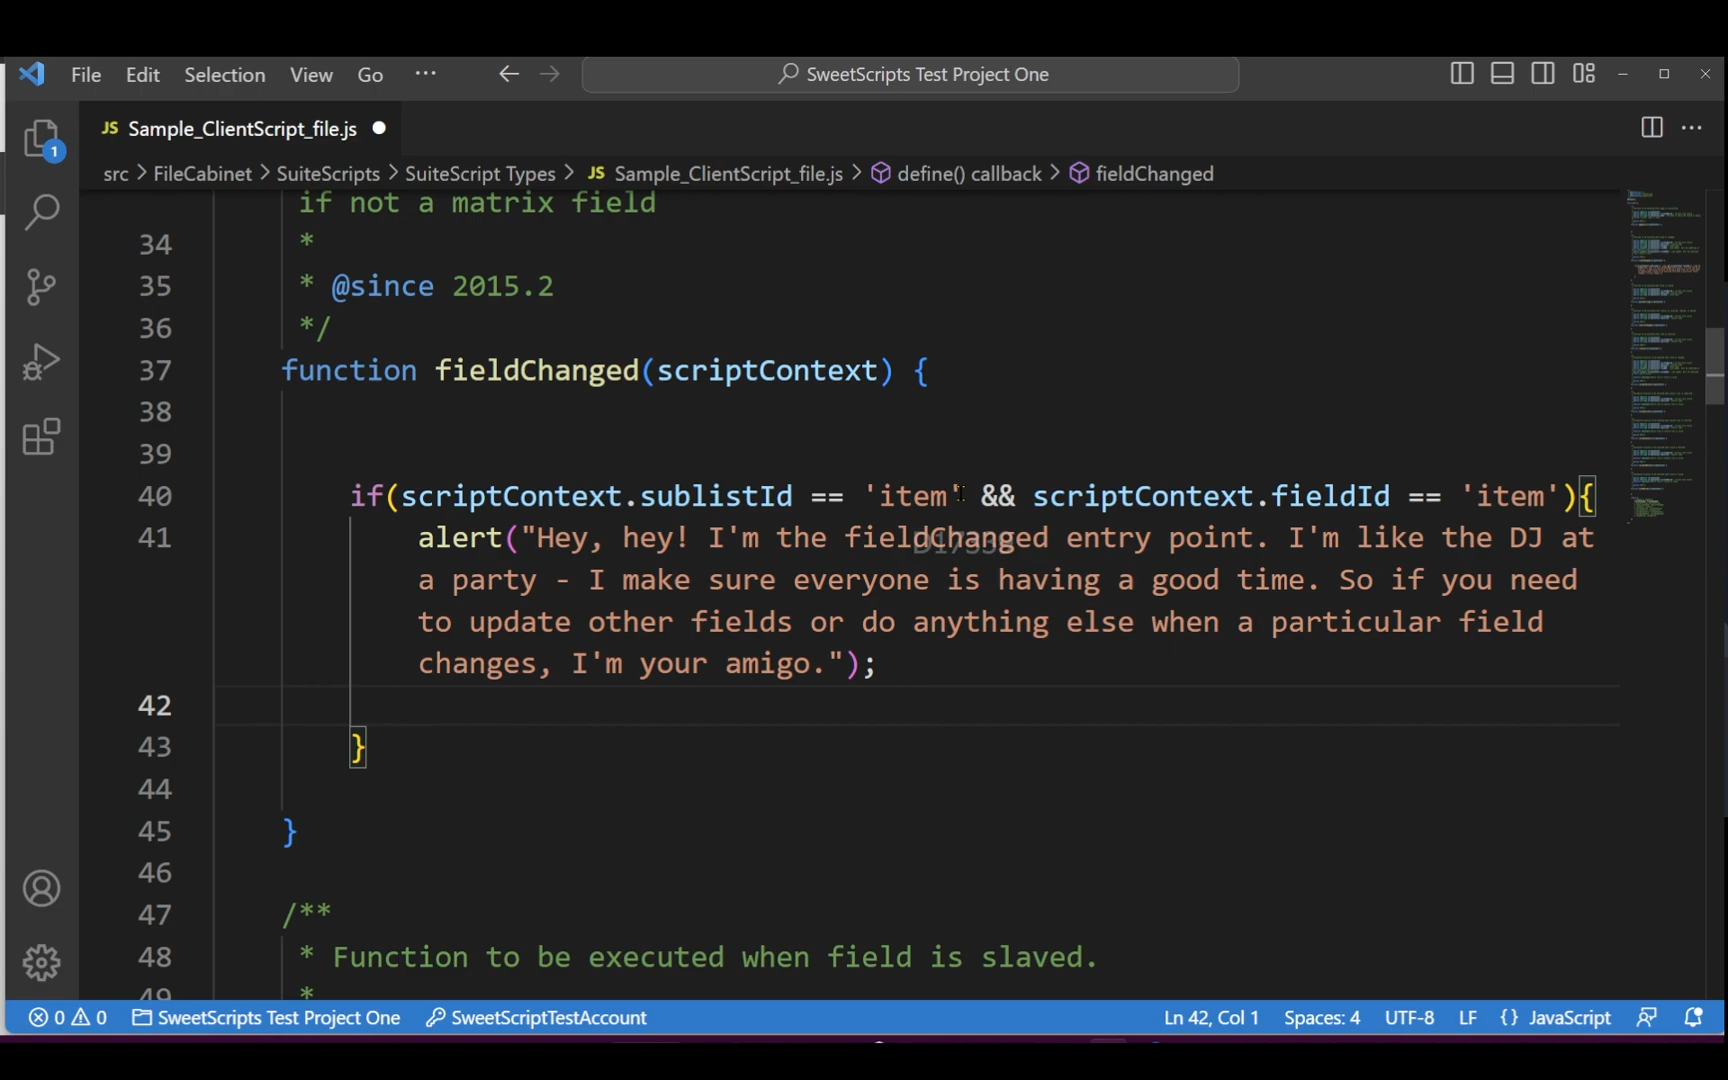 File Edit Selection View Go ··· SweetScripts Test Project One
JS Sample_ClientScript_file.js
src > FileCabinet > SuiteScripts > SuiteScript Types > JS Sample_ClientScript_file.js > define() callback > fieldChanged
if not a matrix field
34 *
35 * @since 2015.2
36 */
37 function fieldChanged(scriptContext) {
38
39
40 if(scriptContext.sublistId == 'item' && scriptContext.fieldId == 'item'){
41 alert("Hey, hey! I'm the fieldChanged entry point. I'm like the DJ at
a party - I make sure everyone is having a good time. So if you need
to update other fields or do anything else when a particular field
changes, I'm your amigo.");
42
43 }
44
45 }
46
47 /**
48 * Function to be executed when field is slaved.
49 *
1
0 0 SweetScripts Test Project One SweetScriptTestAccount Ln 42, Col 1 Spaces: 4 UTF-8 LF {} JavaScript